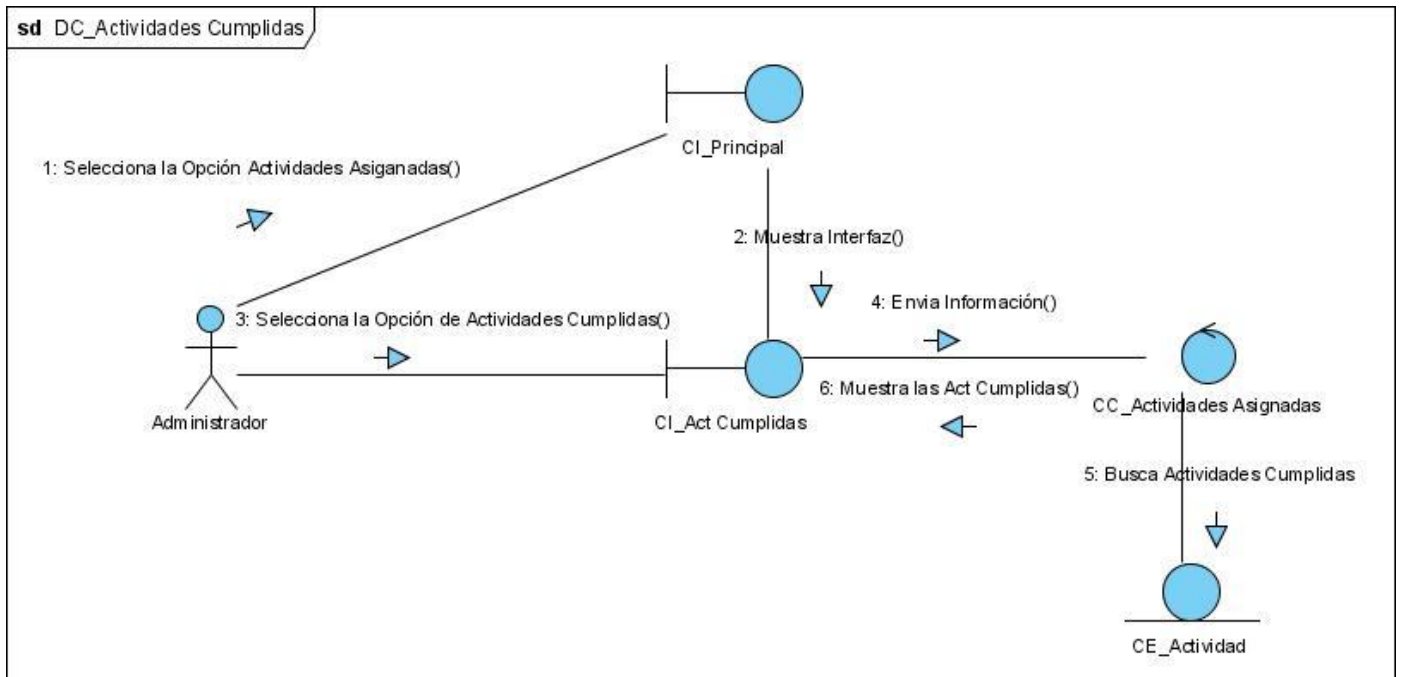 sd DC_Actividades Cumplidas
CI_Principal
1: Selecciona la Opción Actividades Asiganadas()
2: Muestra Interfaz()
4: Envia Información()
3: Selecciona la Opción de Actividades Cumplidas()
6: Muestra las Act Cumplidas()
CC_Actividades Asignadas
Administrador
CI_Act Cumplidas
5: Busca Actividades Cumplidas
CE_Actividad